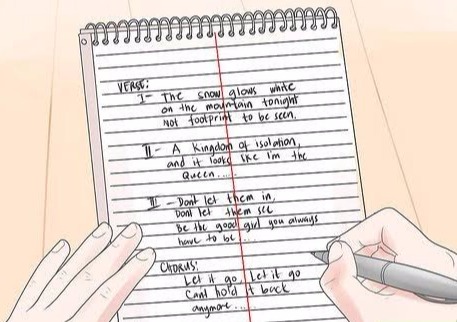 VERSE:
I- The snow glows white
on the mountain tonight
Not footprint to be seen.
II- A Kingdom of isolation,
and it looks like I'm the
Queen.....
III- Dont let them in,
Dont let them see
Be the good girl you always
have to be...
CHORUS:
Let it go, Let it go
Cant hold it back
anymore...